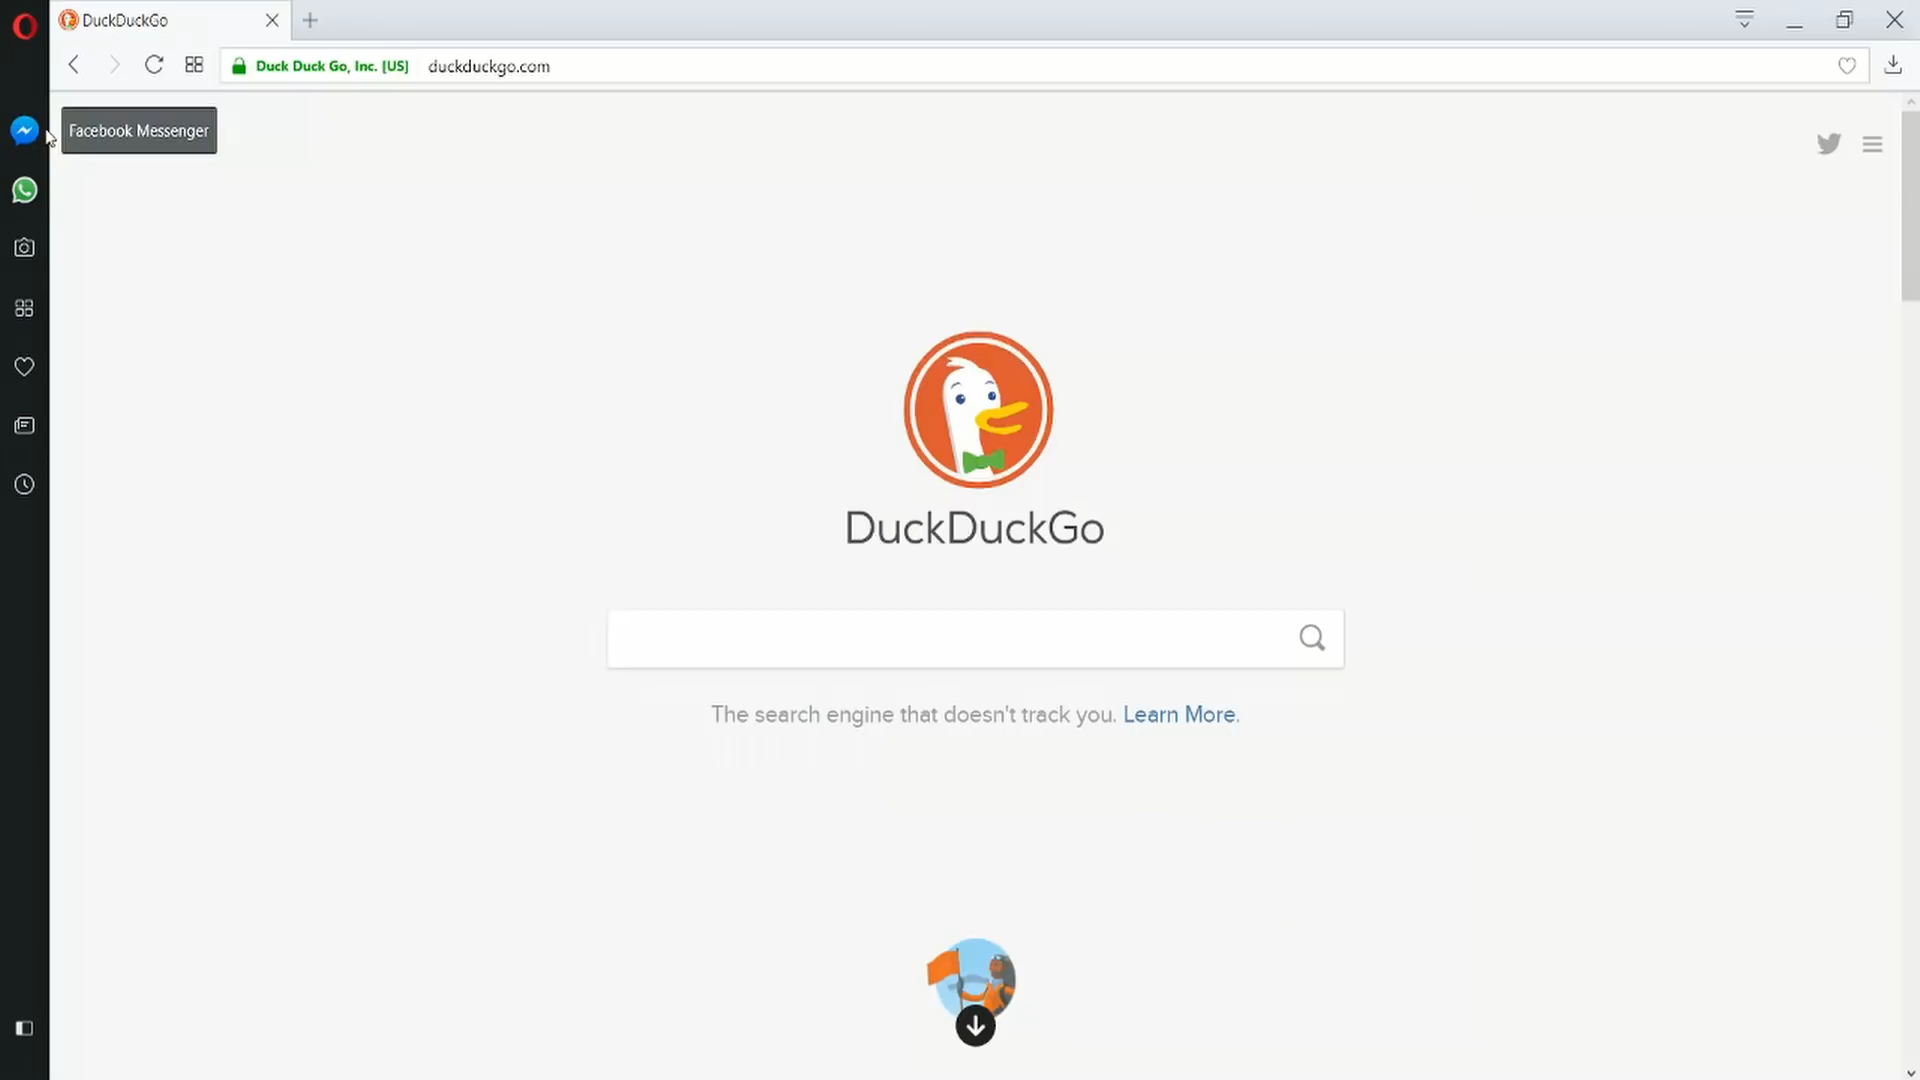 DuckDuckGo
Duck Duck Go, Inc. [US] duckduckgo.com
Facebook Messenger
DuckDuckGo
The search engine that doesn't track you. Learn More.